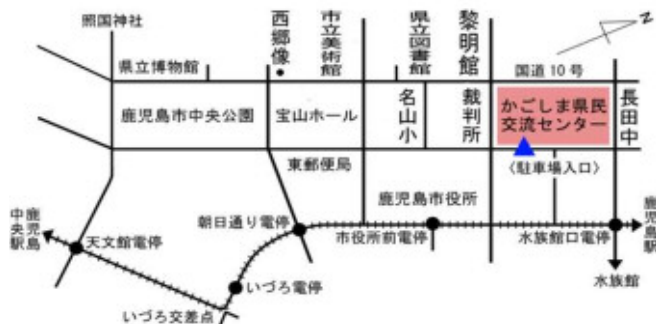 照国神社
西郷像
市立美術館
県立図書館
黎明館
Z
県立博物館
国道10号
鹿児島市中央公園
宝山ホール
名山小
裁判所
かごしま県民
交流センター
長田中
東郵便局
〈駐車場入口〉
鹿児島市役所
鹿児島
中央駅
天文館電停
朝日通り電停
市役所前電停
水族館口電停
鹿児島駅
いづろ電停
水族館
いづろ交差点